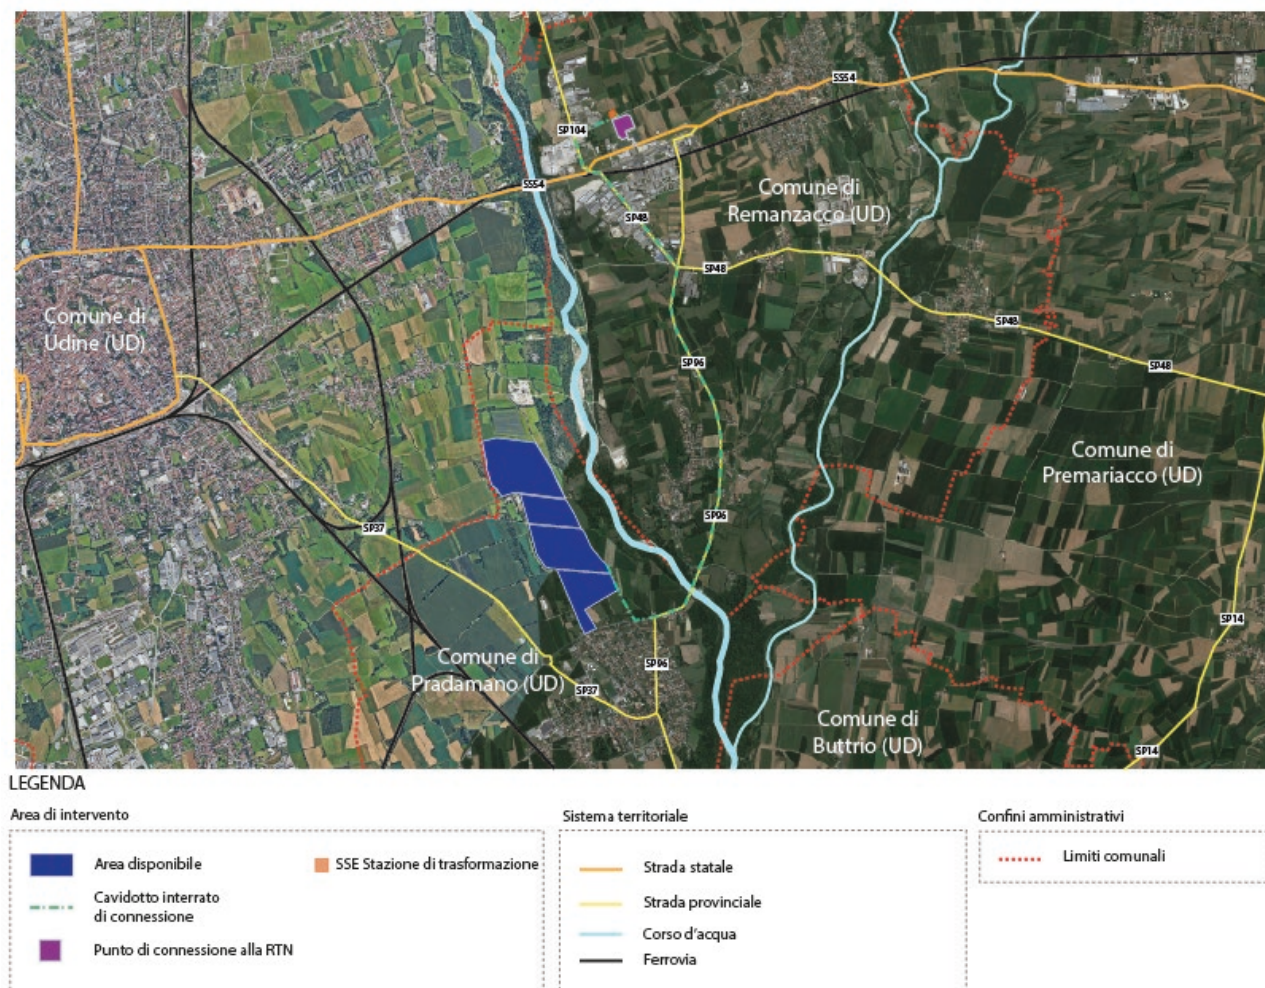 SS54
SP104
SS54
Comune di
Remanzacco (UD)
SP48
SP48
Comune di
Udine (UD)
SP48
SP96
SP48
Comune di
Premariacco (UD)
SP96
SP37
SP14
Comune di
Pradamano (UD)
SP96
SP37
Comune di
Buttrio (UD)
SP14
LEGENDA
Area di intervento
Area disponibile
SSE Stazione di trasformazione
Cavidotto interrato
di connessione
Punto di connessione alla RTN
Sistema territoriale
Strada statale
Strada provinciale
Corso d'acqua
Ferrovia
Confini amministrativi
Limiti comunali